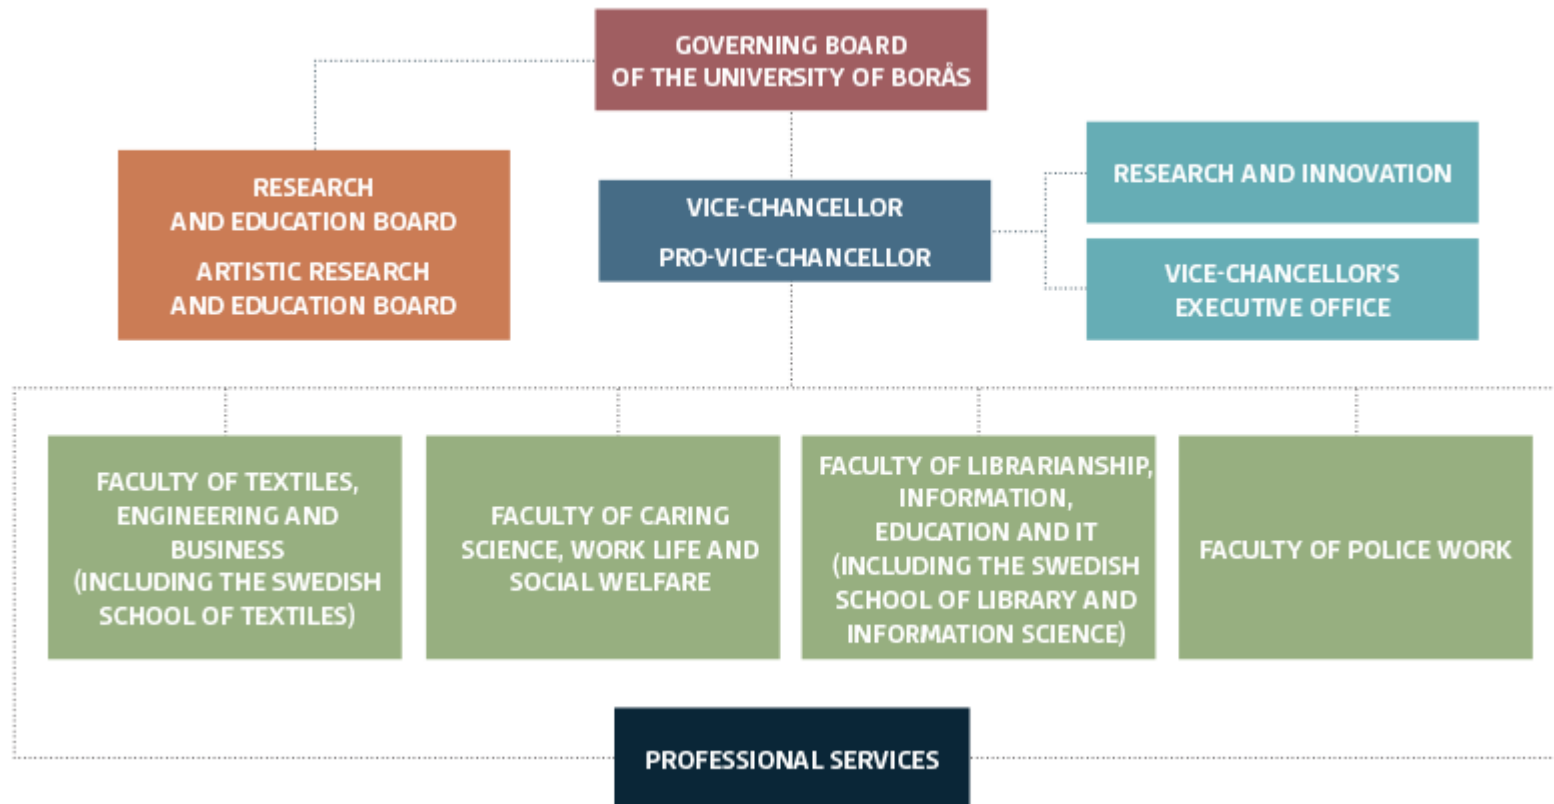 GOVERNING BOARD
OF THE UNIVERSITY OF BORÅS
RESEARCH
AND EDUCATION BOARD
ARTISTIC RESEARCH
AND EDUCATION BOARD
VICE-CHANCELLOR
PRO-VICE-CHANCELLOR
RESEARCH AND INNOVATION
VICE-CHANCELLOR'S
EXECUTIVE OFFICE
FACULTY OF TEXTILES,
ENGINEERING AND
BUSINESS
(INCLUDING THE SWEDISH
SCHOOL OF TEXTILES)
FACULTY OF CARING
SCIENCE, WORK LIFE AND
SOCIAL WELFARE
FACULTY OF LIBRARIANSHIP,
INFORMATION,
EDUCATION AND IT
(INCLUDING THE SWEDISH
SCHOOL OF LIBRARY AND
INFORMATION SCIENCE)
FACULTY OF POLICE WORK
PROFESSIONAL SERVICES